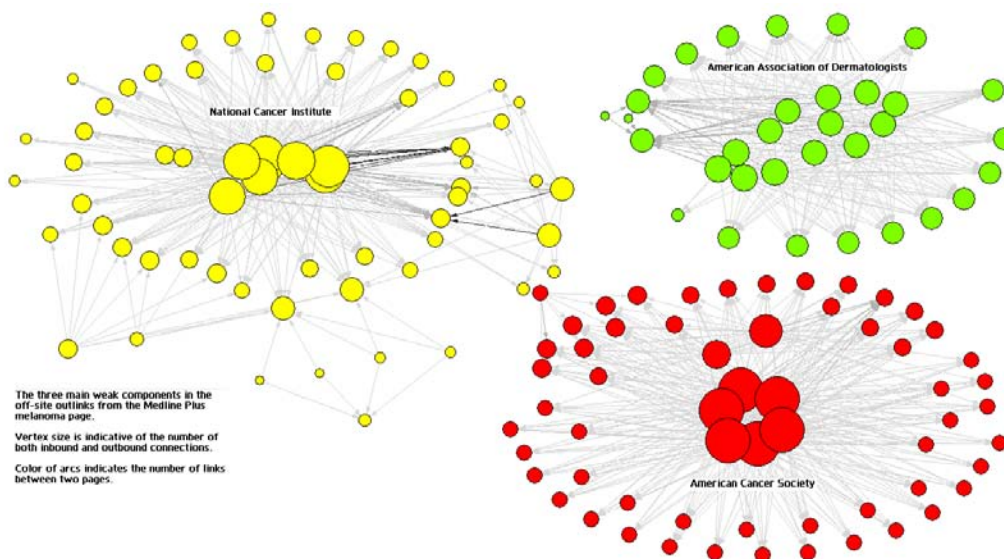 National Cancer Institute
American Association of Dermatologists
The three main weak components in the
off-site outlinks from the Medline Plus
melanoma page.
Vertex size is indicative of the number of
both inbound and outbound connections.
Color of arcs indicates the number of links
between two pages.
American Cancer Society